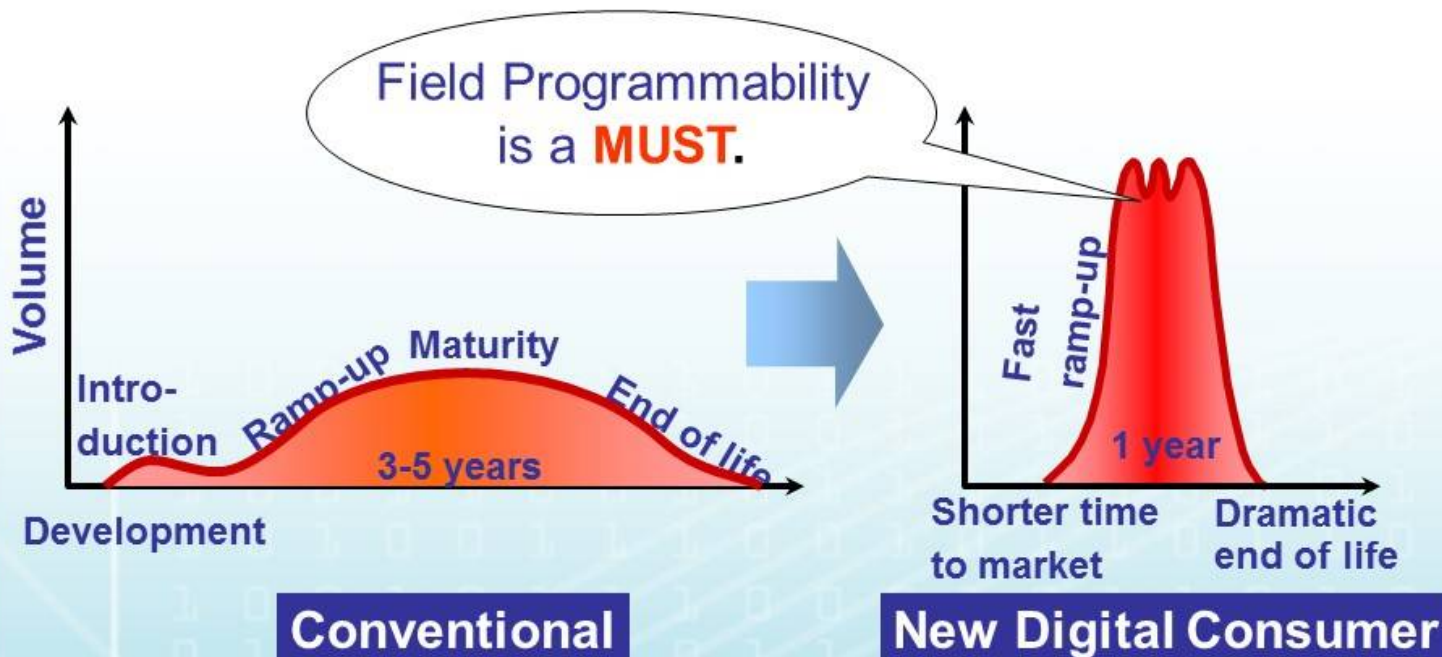 Field Programmability
is a MUST.
Volume
Intro-
duction
Ramp-up
Maturity
End of life
3-5 years
Development
Conventional
Fast
ramp-up
1 year
Shorter time
to market
Dramatic
end of life
New Digital Consumer